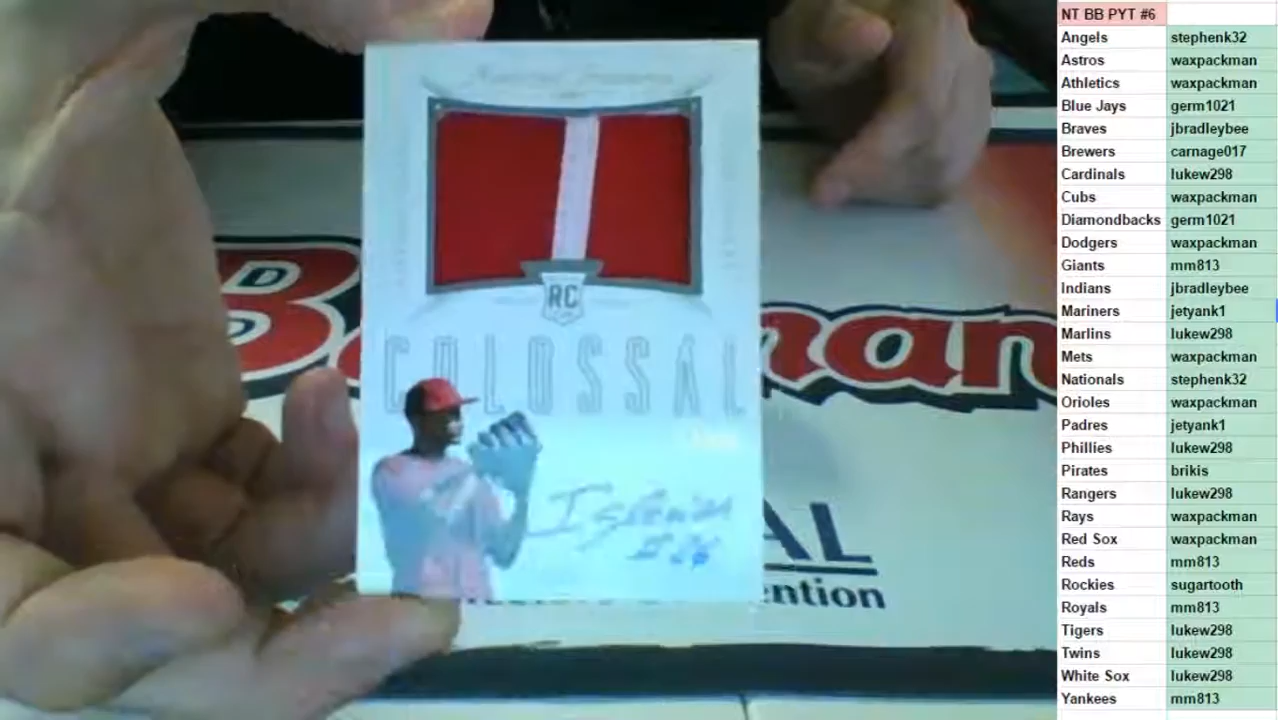 National Treasures
RC
COLOSSAL
NT BB PYT #6
Angels stephenk32
Astros waxpackman
Athletics waxpackman
Blue Jays germ1021
Braves jbradleybee
Brewers carnage017
Cardinals lukew298
Cubs waxpackman
Diamondbacks germ1021
Dodgers waxpackman
Giants mm813
Indians jbradleybee
Mariners jetyank1
Marlins lukew298
Mets waxpackman
Nationals stephenk32
Orioles waxpackman
Padres jetyank1
Phillies lukew298
Pirates brikis
Rangers lukew298
Rays waxpackman
Red Sox waxpackman
Reds mm813
Rockies sugartooth
Royals mm813
Tigers lukew298
Twins lukew298
White Sox lukew298
Yankees mm813